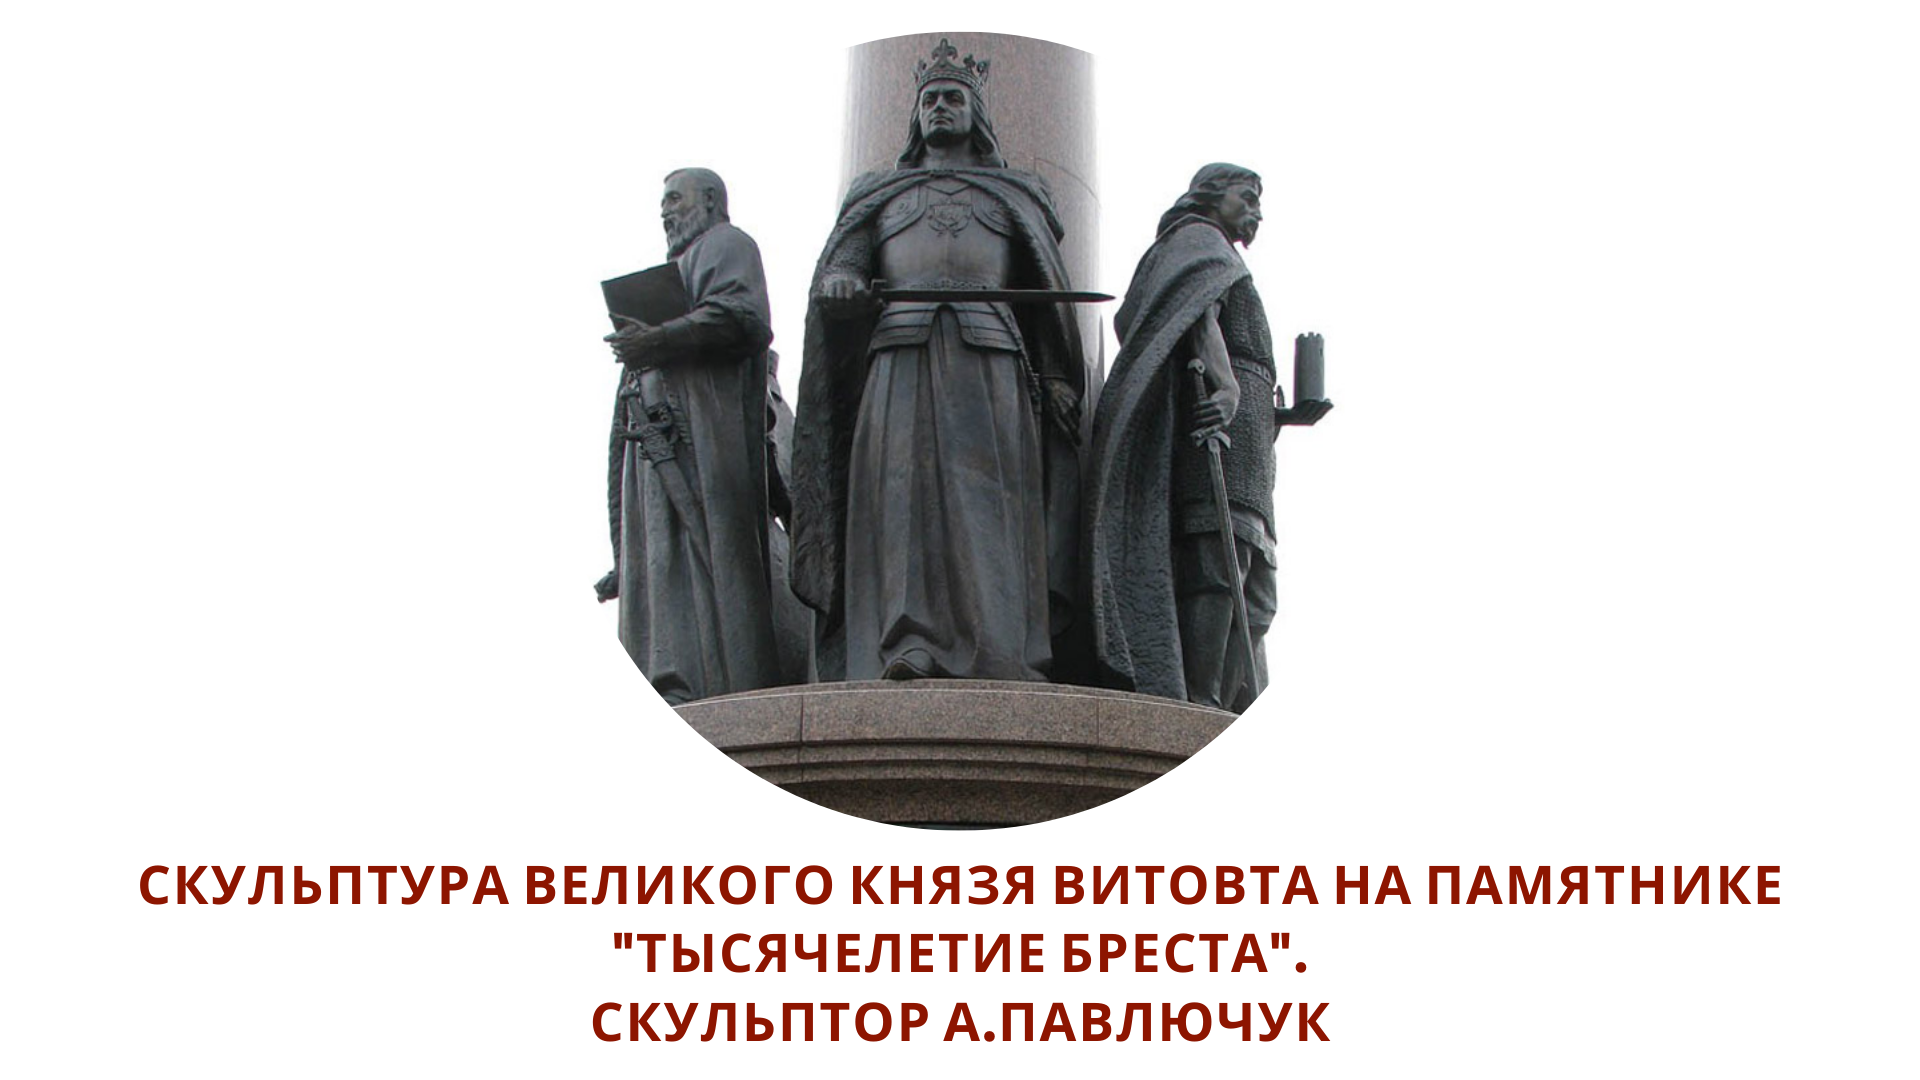 СКУЛЬПТУРА ВЕЛИКОГО КНЯЗЯ ВИТОВТА НА ПАМЯТНИКЕ
"ТЫСЯЧЕЛЕТИЕ БРЕСТА".
СКУЛЬПТОР А.ПАВЛЮЧУК